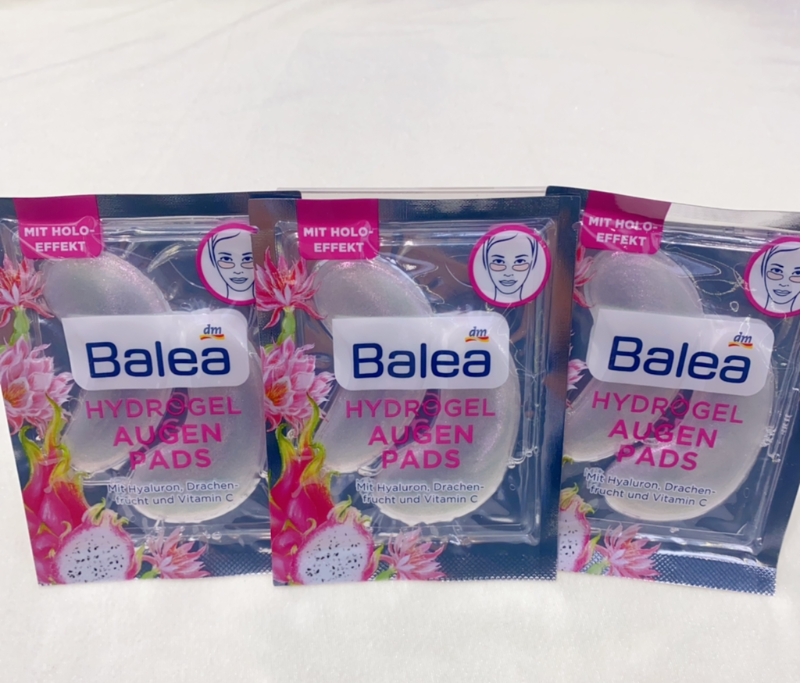 MIT HOLO-
EFFEKT
dm
Balea
HYDROGEL
AUGEN
PADS
Mit Hyaluron, Drachen-
frucht und Vitamin C
MIT HOLO-
EFFEKT
dm
Balea
HYDROGEL
AUGEN
PADS
Mit Hyaluron, Drachen-
frucht und Vitamin C
MIT HOLO-
EFFEKT
dm
Balea
HYDROGEL
AUGEN
PADS
Mit Hyaluron, Drachen-
frucht und Vitamin C